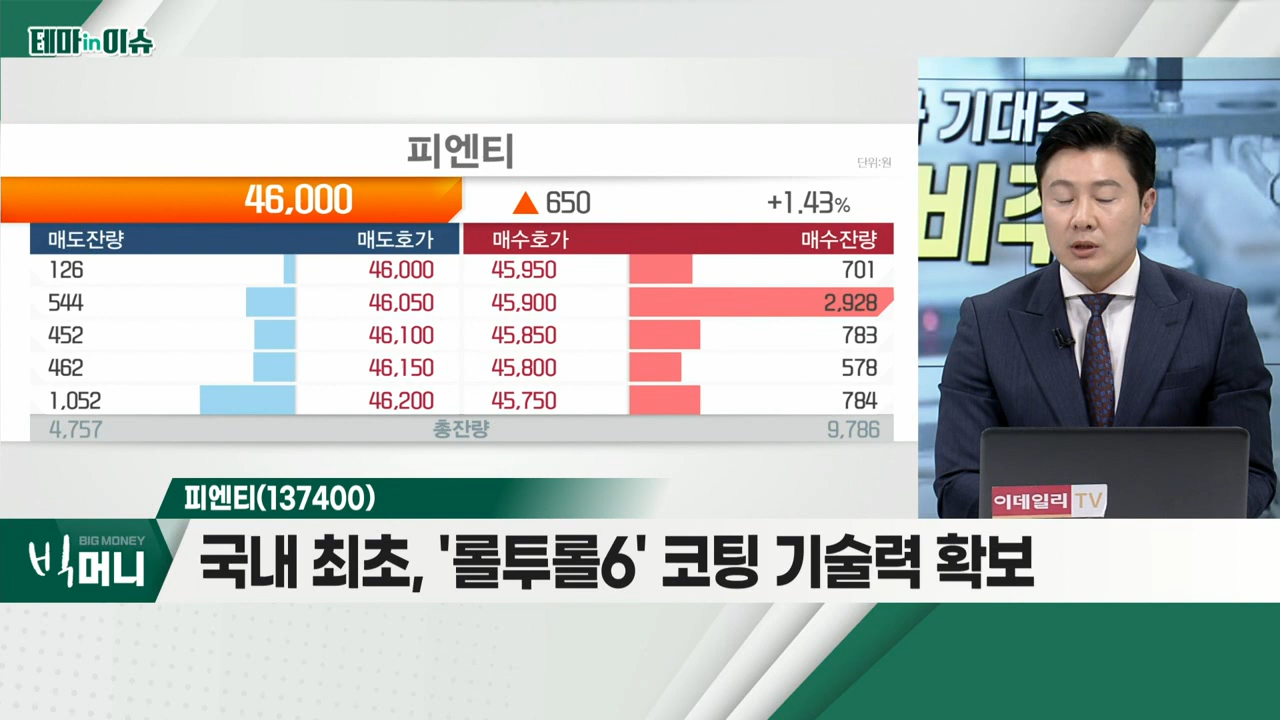 테마in이슈
피엔티
단위:원
46,000 ▲ 650 +1.43%
매도잔량 매도호가 매수호가 매수잔량
126 46,000 45,950 701
544 46,050 45,900 2,928
452 46,100 45,850 783
462 46,150 45,800 578
1,052 46,200 45,750 784
4,757 총잔량 9,786
기대주
비주
이데일리 TV
피엔티(137400)
BIG MONEY
빅머니
국내 최초, '롤투롤6' 코팅 기술력 확보